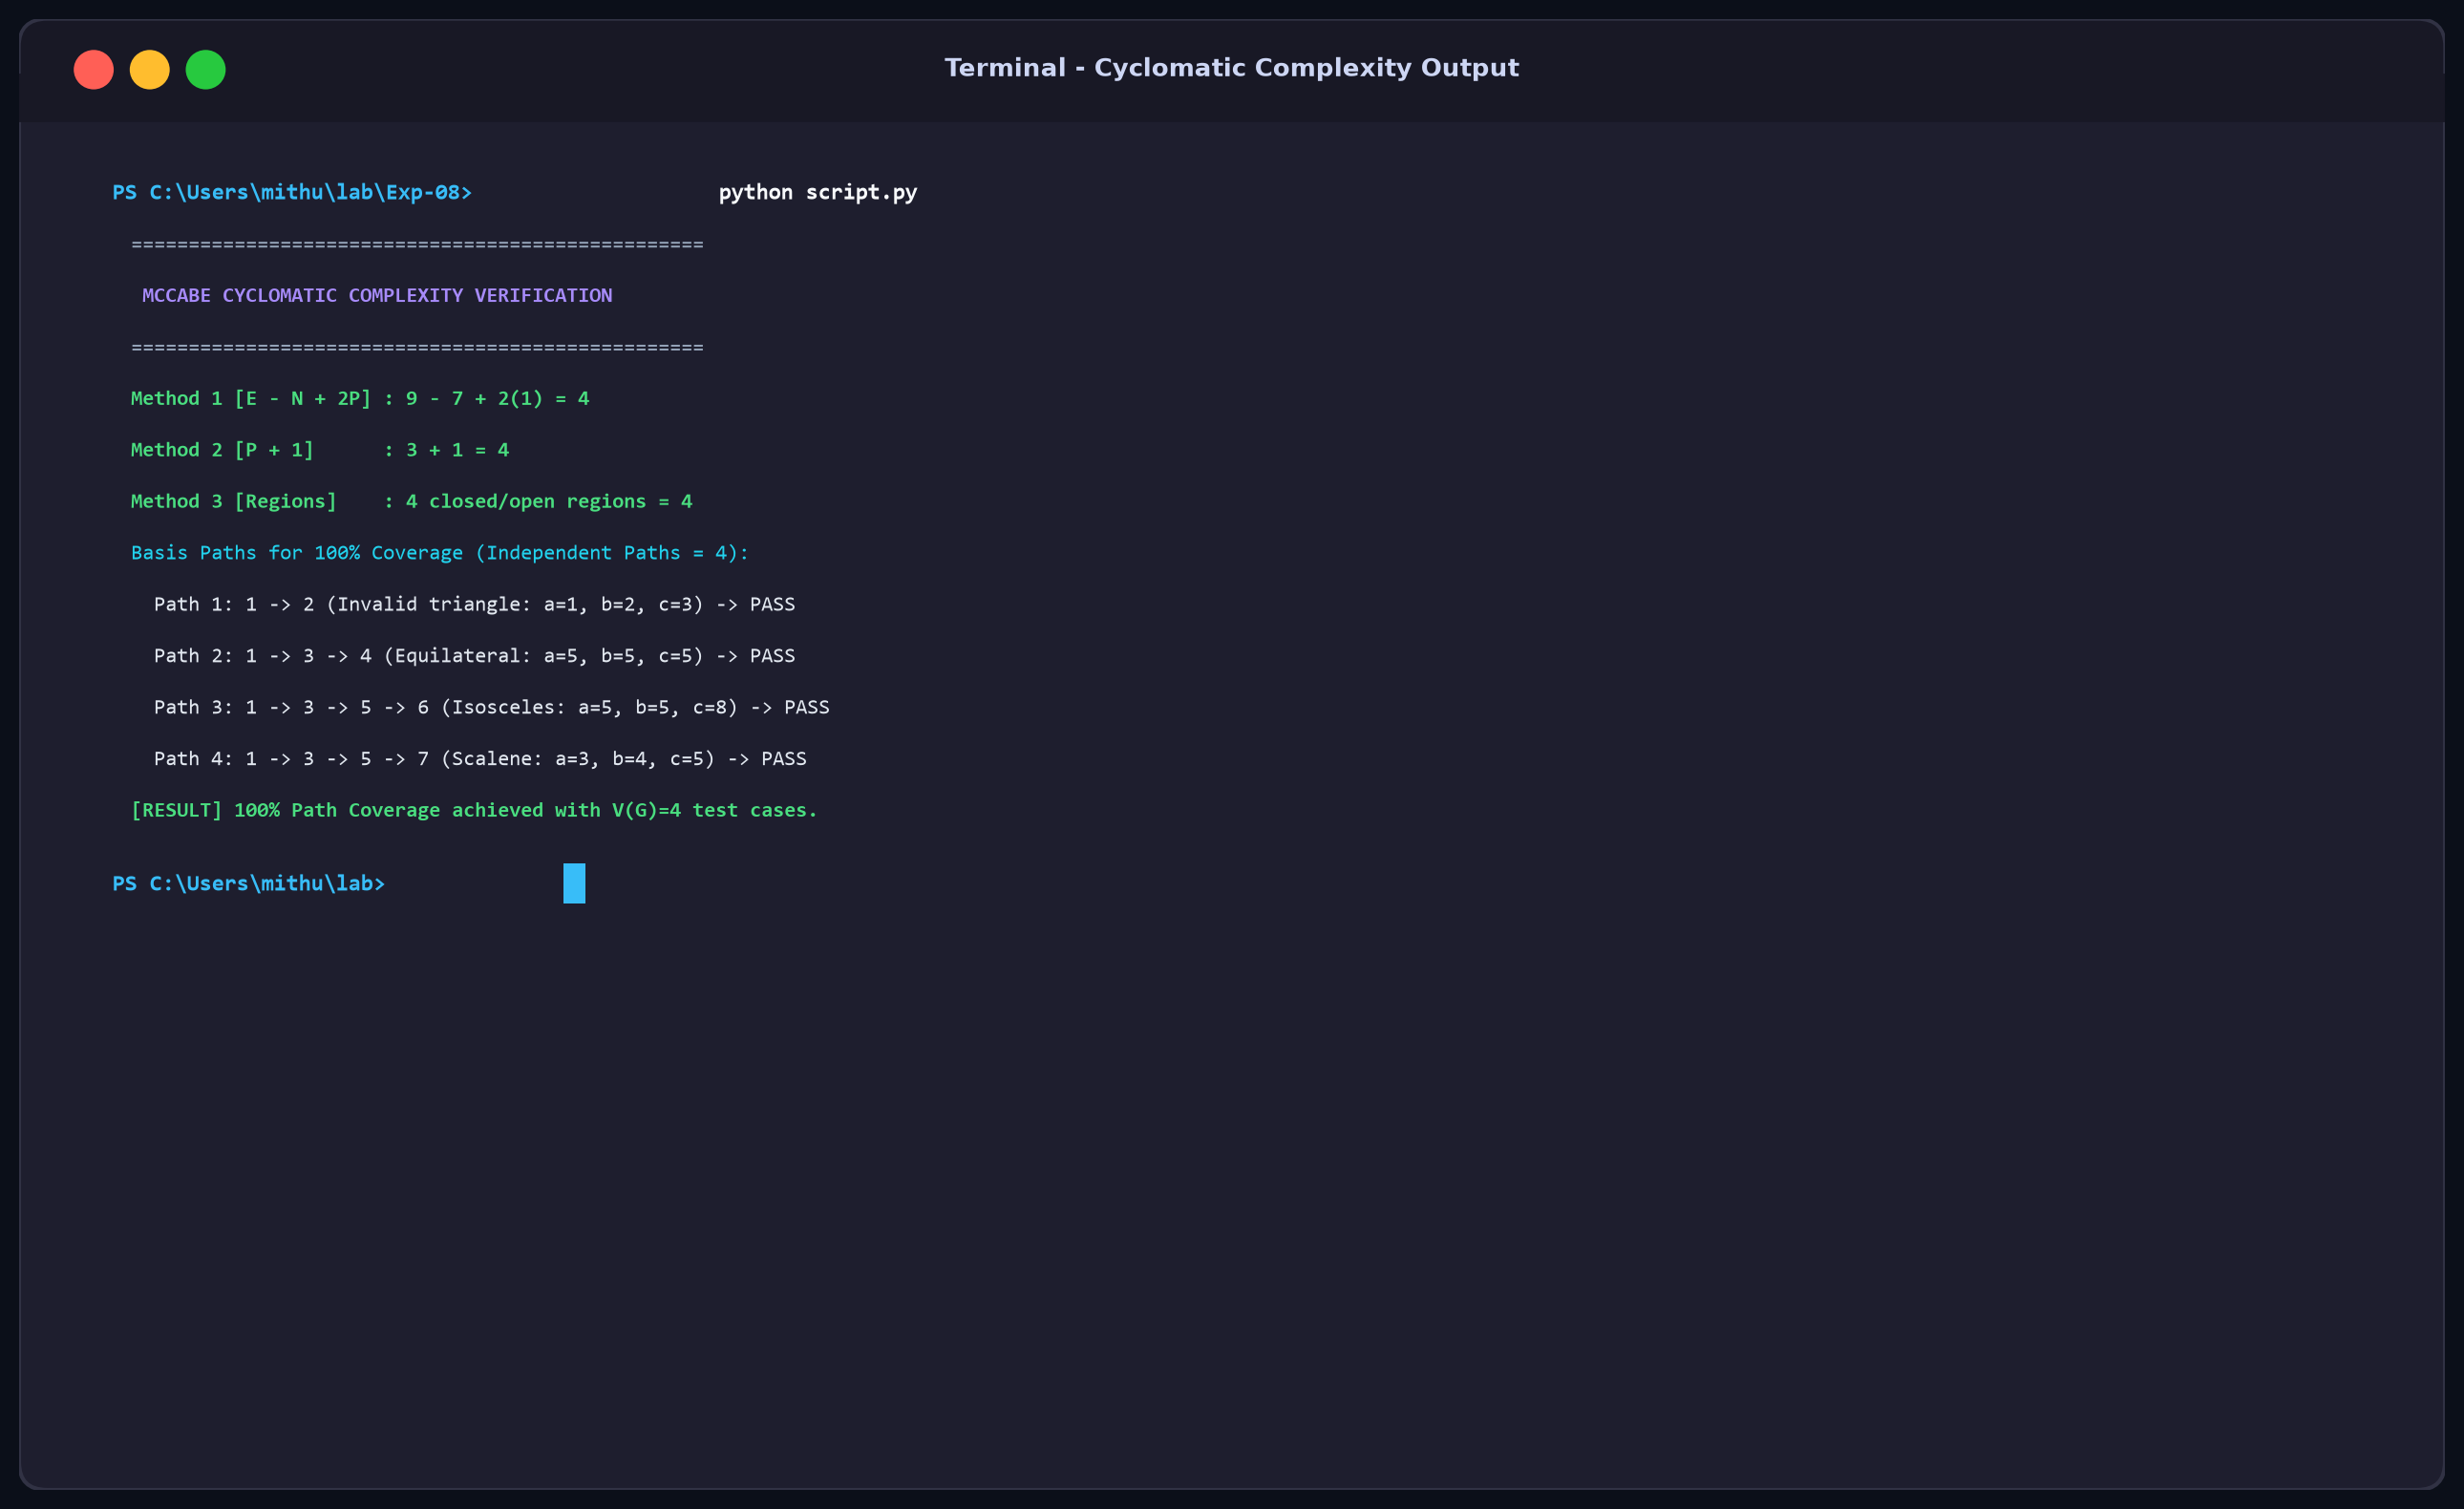 Terminal - Cyclomatic Complexity Output
PS C:\Users\mithu\lab\Exp-08> python script.py
==================================================
MCCABE CYCLOMATIC COMPLEXITY VERIFICATION
==================================================
Method 1 [E - N + 2P] : 9 - 7 + 2(1) = 4
Method 2 [P + 1]      : 3 + 1 = 4
Method 3 [Regions]    : 4 closed/open regions = 4
Basis Paths for 100% Coverage (Independent Paths = 4):
Path 1: 1 -> 2 (Invalid triangle: a=1, b=2, c=3) -> PASS
Path 2: 1 -> 3 -> 4 (Equilateral: a=5, b=5, c=5) -> PASS
Path 3: 1 -> 3 -> 5 -> 6 (Isosceles: a=5, b=5, c=8) -> PASS
Path 4: 1 -> 3 -> 5 -> 7 (Scalene: a=3, b=4, c=5) -> PASS
[RESULT] 100% Path Coverage achieved with V(G)=4 test cases.
PS C:\Users\mithu\lab>